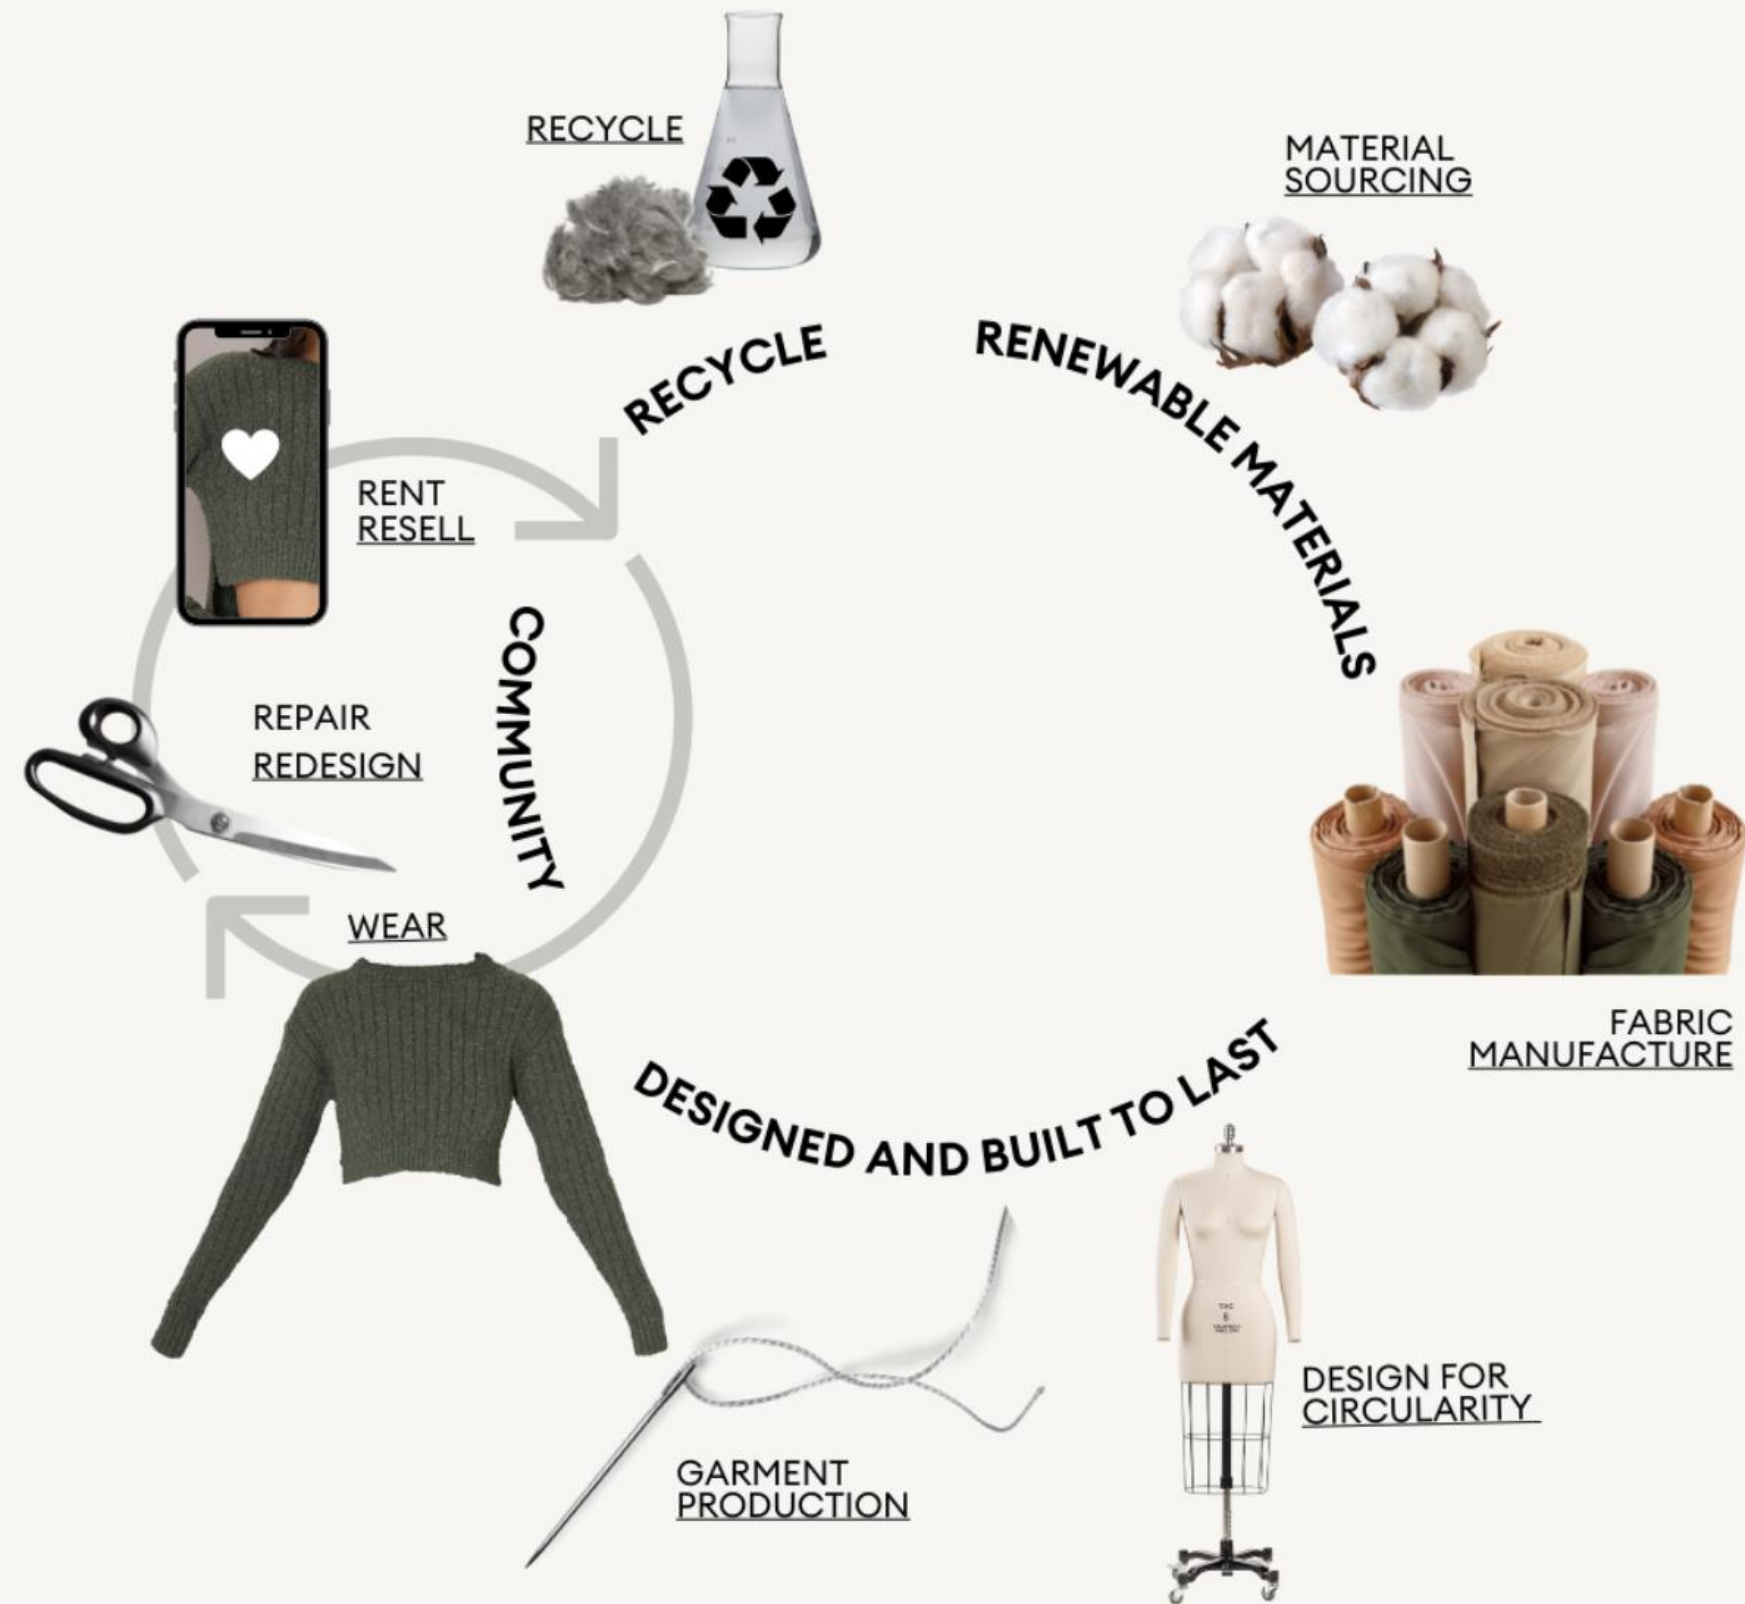 RECYCLE
MATERIAL
SOURCING
RECYCLE
RENEWABLE MATERIALS
RENT
RESELL
COMMUNITY
REPAIR
REDESIGN
WEAR
FABRIC
MANUFACTURE
DESIGNED AND BUILT TO LAST
6
DESIGN FOR
CIRCULARITY
GARMENT
PRODUCTION